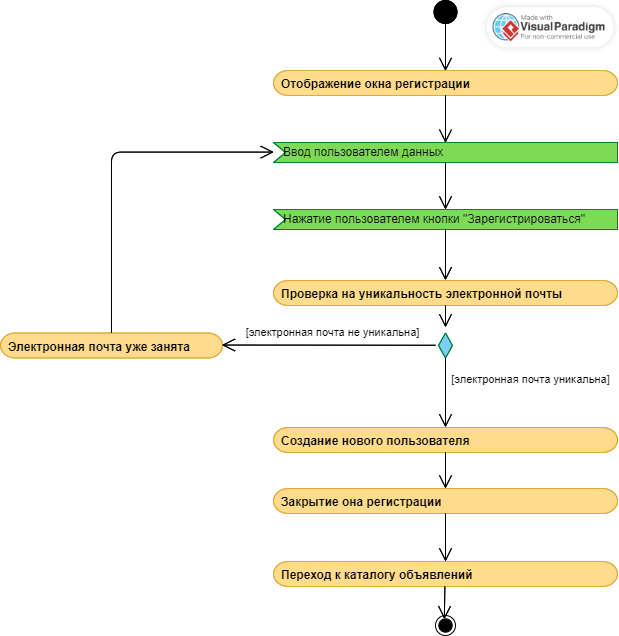 Made with
VisualParadigm
For non-commercial use
Отображение окна регистрации
Ввод пользователем данных
Нажатие пользователем кнопки "Зарегистрироваться"
Проверка на уникальность электронной почты
[электронная почта не уникальна]
Электронная почта уже занята
[электронная почта уникальна]
Создание нового пользователя
Закрытие она регистрации
Переход к каталогу объявлений